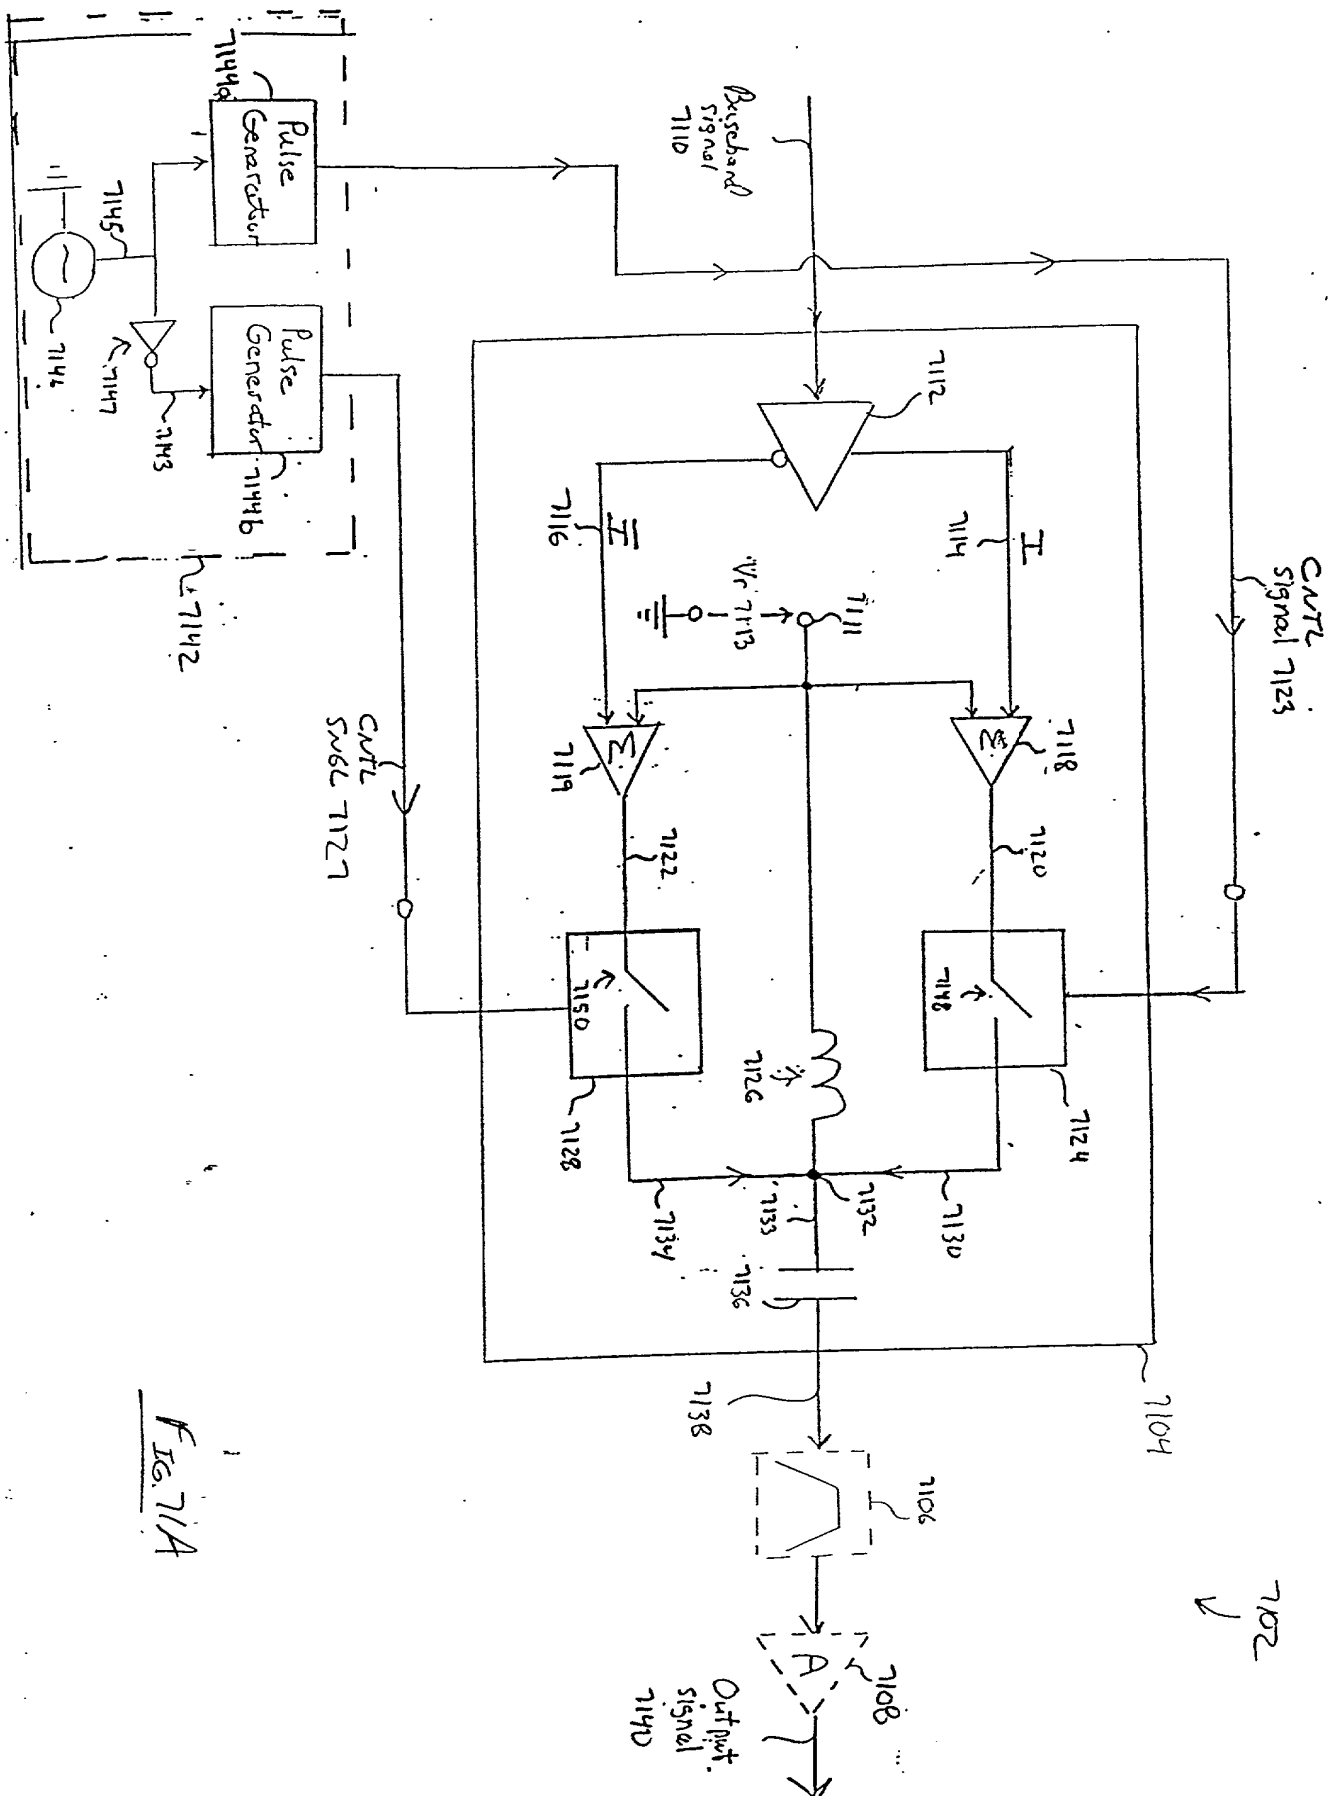 7102
CNTL
signal 7123
7104
7112
7114
I
7118
Σ
7120
7148
7124
7130
Baseband
signal
7110
7111
Vr 7113
7126
7132
7133
7136
7138
7106
7108
A
Output
signal
7140
7116
I
7119
Σ
7122
7150
7128
7134
CNTL
SNGL 7127
7144a
Pulse
Generator
Pulse
Generator
7144b
7145
7146
7147
7143
7142
FIG. 71A